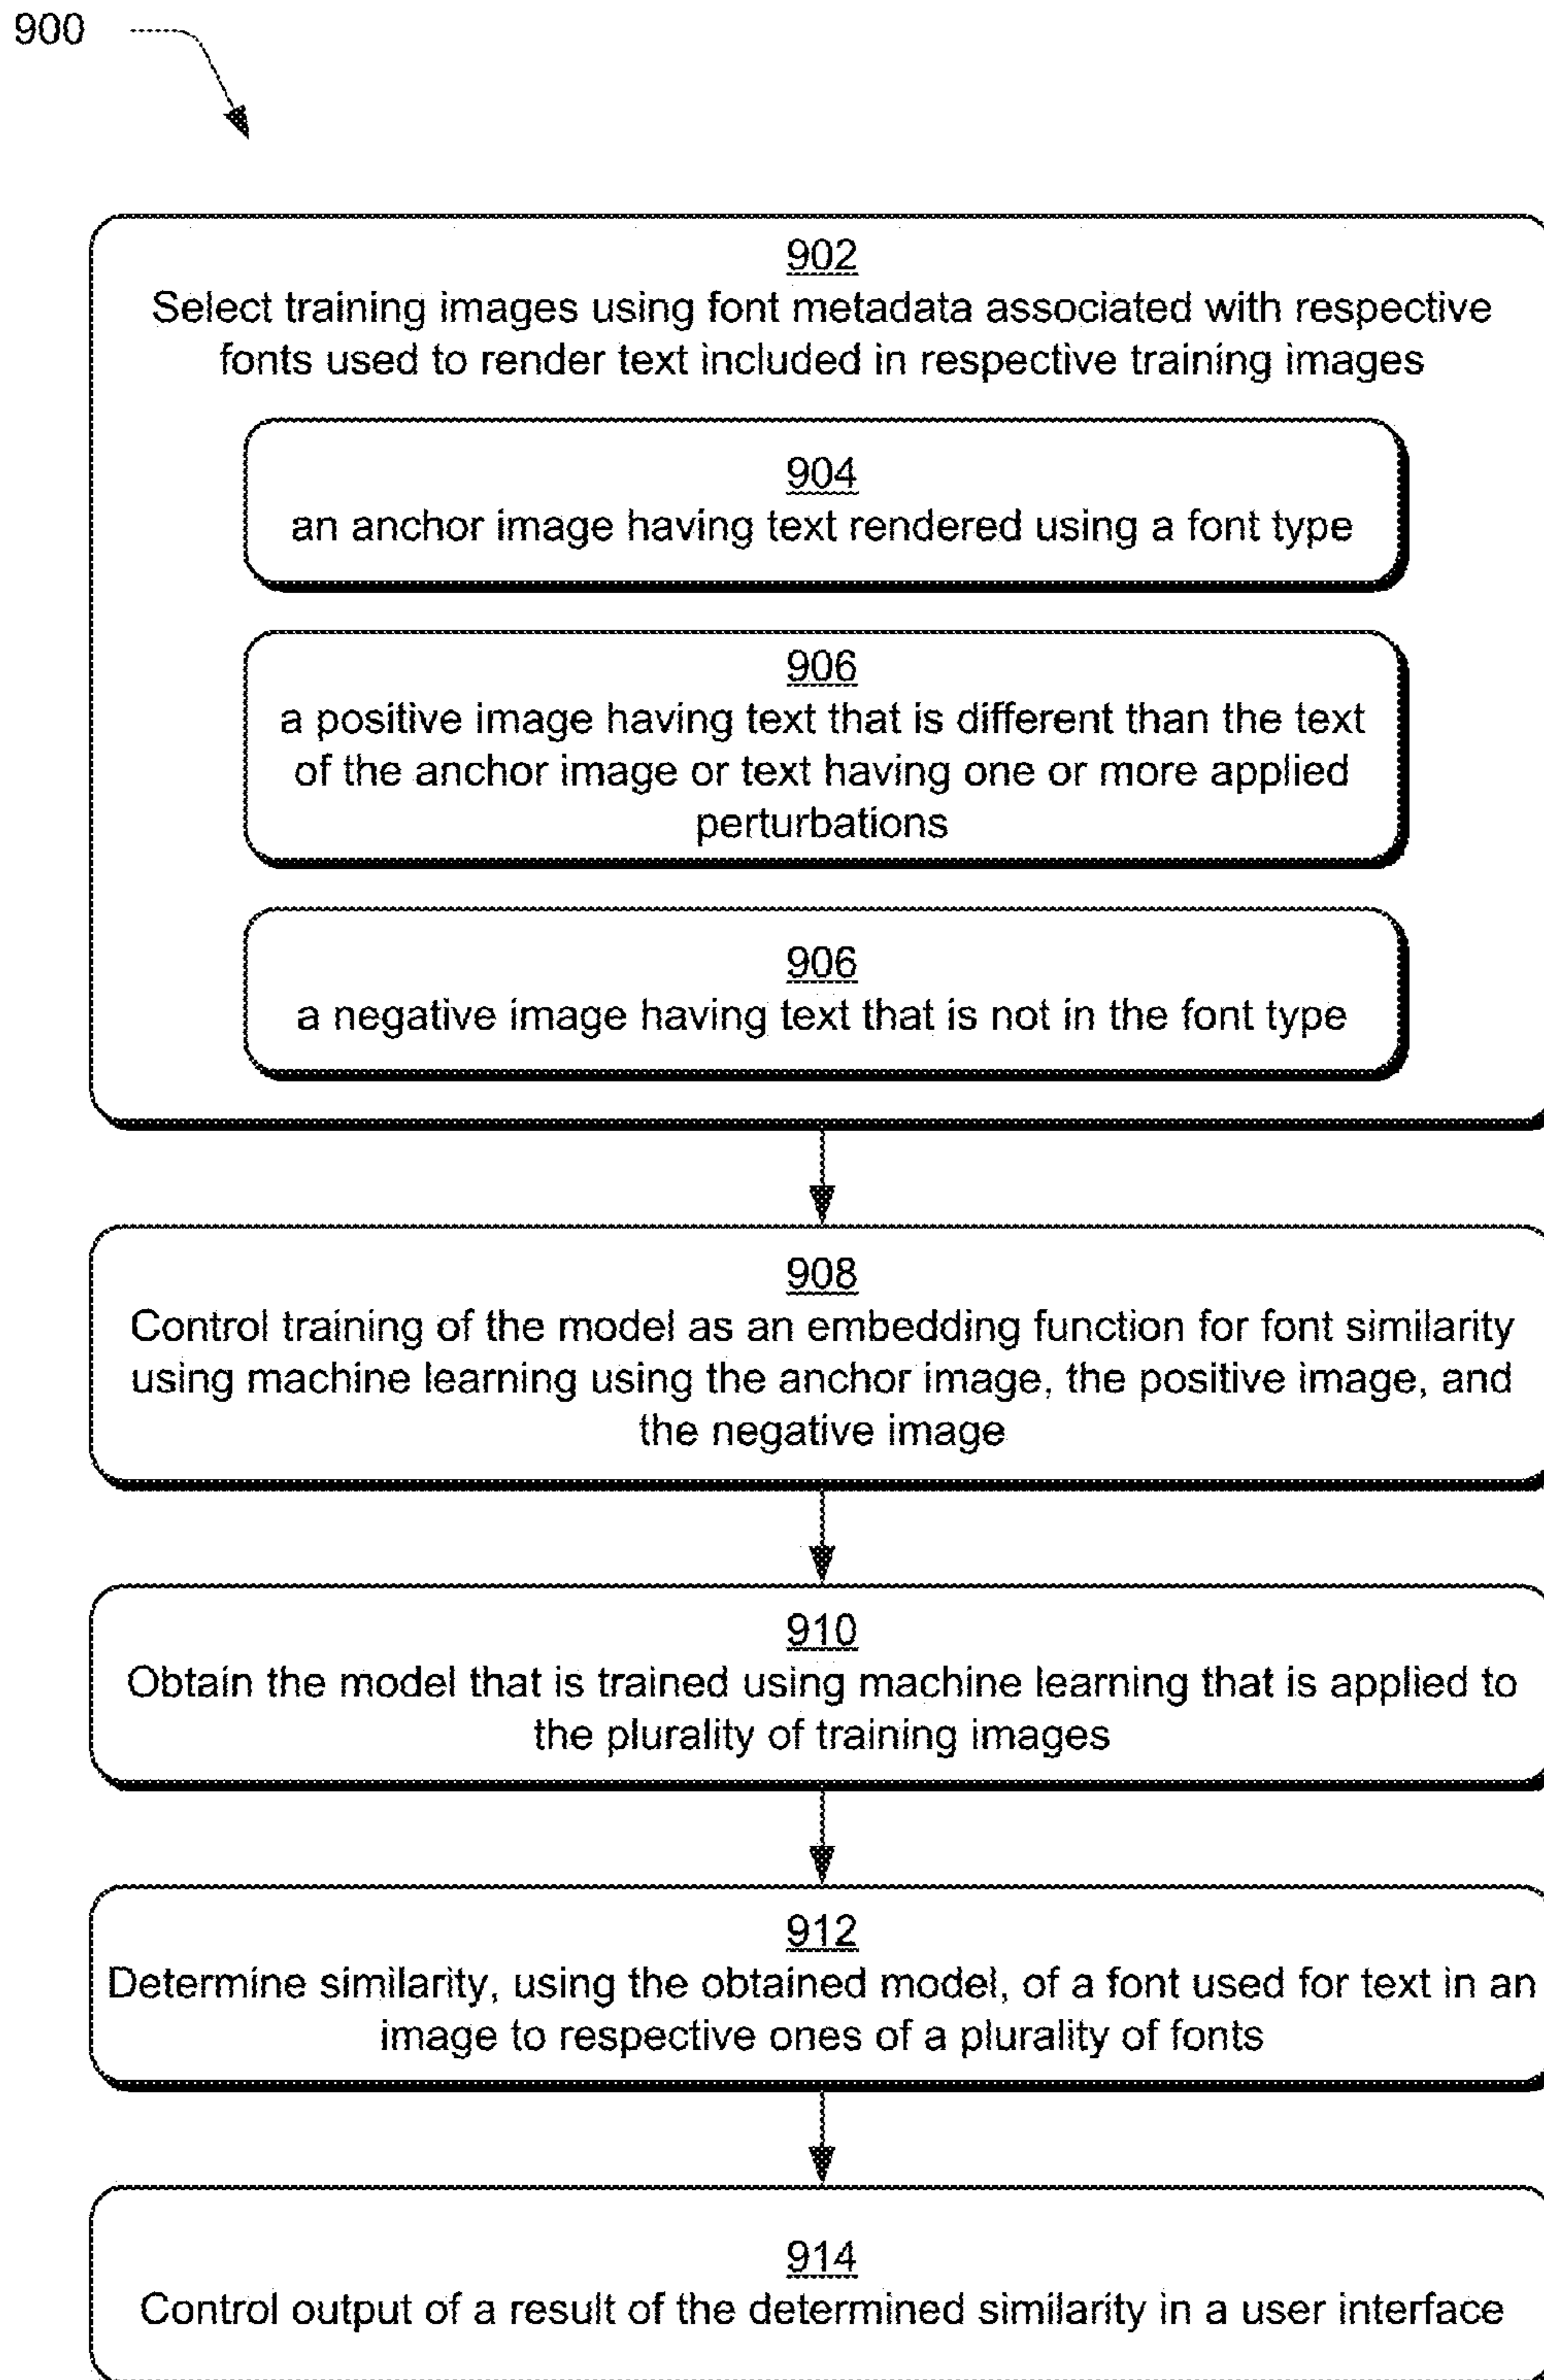 900
902
Select training images using font metadata associated with respective
fonts used to render text included in respective training images
904
an anchor image having text rendered using a font type
906
a positive image having text that is different than the text
of the anchor image or text having one or more applied
perturbations
906
a negative image having text that is not in the font type
908
Control training of the model as an embedding function for font similarity
using machine learning using the anchor image, the positive image, and
the negative image
910
Obtain the model that is trained using machine learning that is applied to
the plurality of training images
912
Determine similarity, using the obtained model, of a font used for text in an
image to respective ones of a plurality of fonts
914
Control output of a result of the determined similarity in a user interface